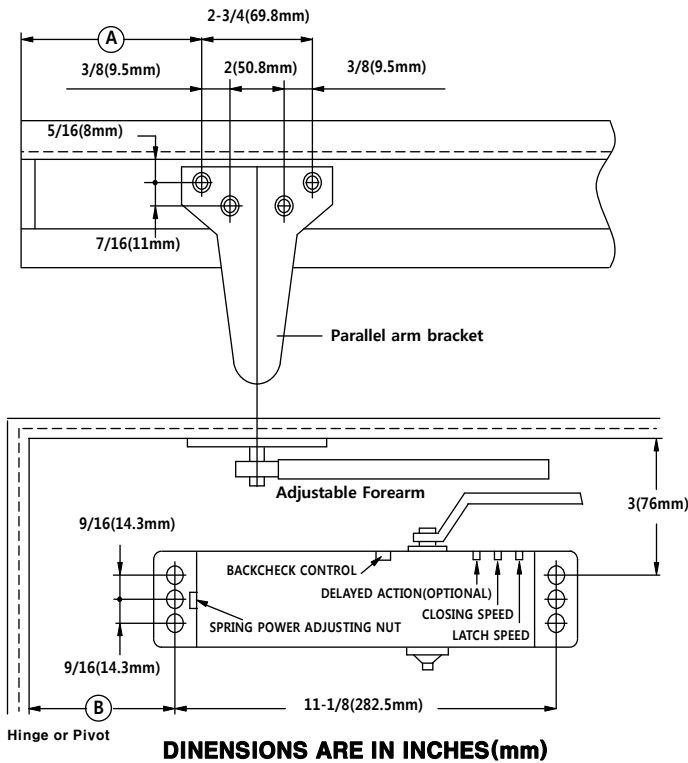 2-3/4(69.8mm)
A
3/8(9.5mm)
2(50.8mm)
3/8(9.5mm)
5/16(8mm)
7/16(11mm)
Parallel arm bracket
Adjustable Forearm
3(76mm)
9/16(14.3mm)
BACKCHECK CONTROL
DELAYED ACTION(OPTIONAL)
CLOSING SPEED
SPRING POWER ADJUSTING NUT
LATCH SPEED
9/16(14.3mm)
B
11-1/8(282.5mm)
Hinge or Pivot
DINENSIONS ARE IN INCHES(mm)